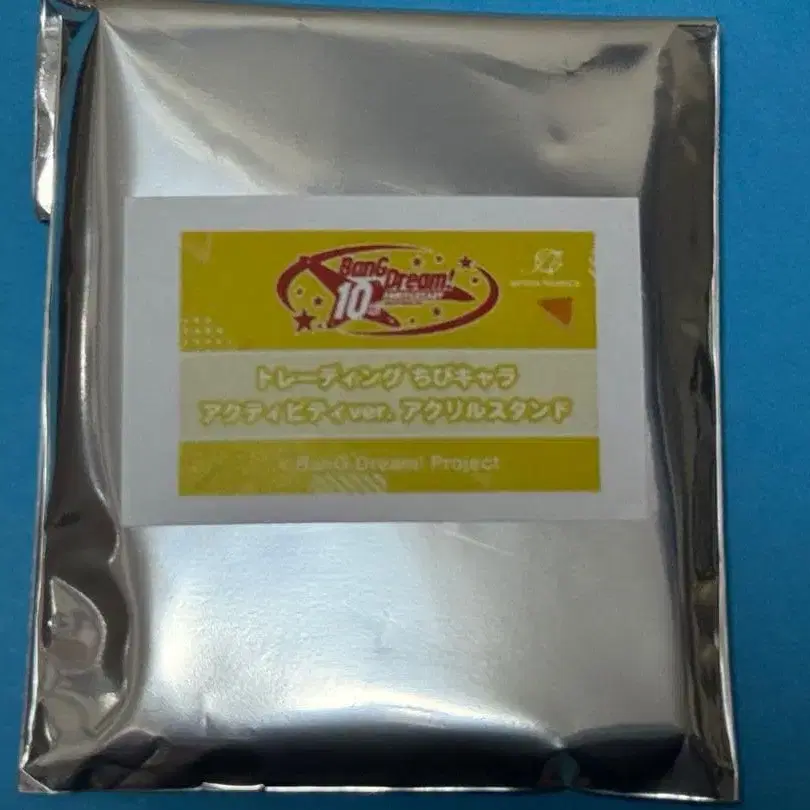 BanG Dream!
10th
ANNIVERSARY
トレーディング ちびキャラ
アクティビティver. アクリルスタンド
BanG Dream! Project